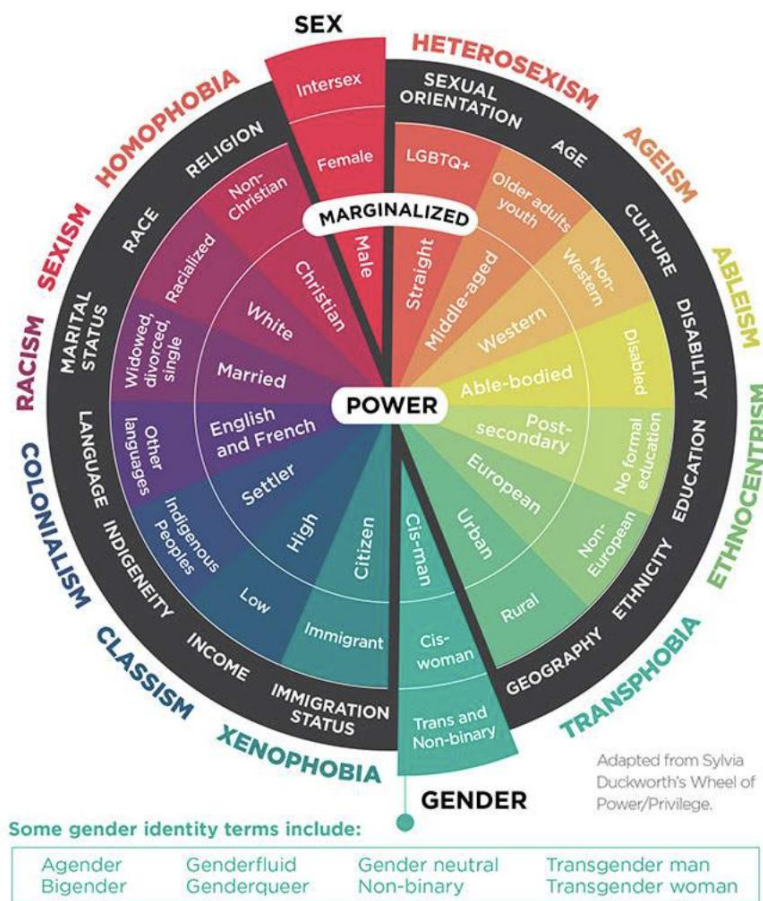 SEX
HETEROSEXISM
AGEISM
ABLEISM
ETHNOCENTRISM
TRANSPHOBIA
XENOPHOBIA
CLASSISM
COLONIALISM
RACISM
SEXISM
HOMOPHOBIA
SEXUAL
ORIENTATION
AGE
CULTURE
DISABILITY
EDUCATION
ETHNICITY
GEOGRAPHY
IMMIGRATION
STATUS
INCOME
INDIGENEITY
LANGUAGE
MARITAL
STATUS
RACE
RELIGION
Intersex
Female
MARGINALIZED
Male
LGBTQ+
Straight
Older adults
youth
Middle-aged
Non-
Western
Western
Disabled
Able-bodied
No formal
education
Post-
secondary
Non-
European
European
Rural
Urban
POWER
Cis-man
Cis-
woman
Trans and
Non-binary
GENDER
Immigrant
Citizen
Low
High
Indigenous
Peoples
Settler
Other
languages
English
and French
Widowed,
divorced,
single
Married
Racialized
White
Non-
Christian
Christian
Adapted from Sylvia
Duckworth's Wheel of
Power/Privilege.
Some gender identity terms include:
Agender Genderfluid Gender neutral Transgender man
Bigender Genderqueer Non-binary Transgender woman